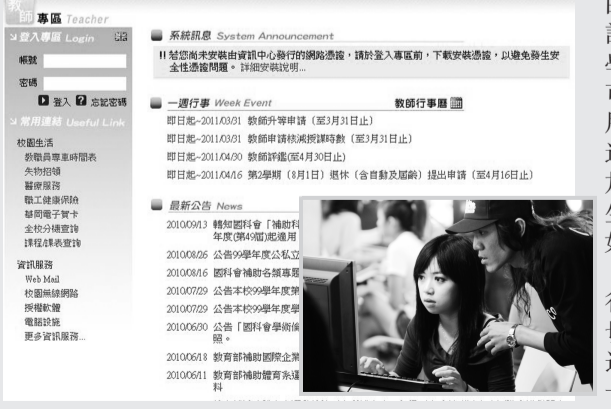 教師 專區 Teacher
登入專區 Login
帳號
密碼
登入 ? 忘記密碼
常用連結 Useful Link
校園生活
教職員專車時間表
失物招領
醫療服務
職工健康保險
替岡電子賀卡
全校分機查詢
課程/課表查詢
資訊服務
Web Mail
校園無線網路
授權軟體
電腦設施
更多資訊服務...
系統訊息 System Announcement
!! 若您尚未安裝由資訊中心發行的網路憑證，請於登入專區前，下載安裝憑證，以避免發生安
全性憑證問題。詳細安裝說明...
一週行事 Week Event
教師行事曆
即日起~2011/03/31 教師升等申請（至3月31日止）
即日起~2011/03/31 教師申請核減授課時數（至3月31日止）
即日起~2011/04/30 教師評鑑(至4月30日止)
即日起~2011/04/16 第2學期（8月1日）退休（含自動及屆齡）提出申請（至4月16日止）
最新公告 News
2010/09/13 轉知國科會「補助科
年度(第49屆)起適用
2010/08/26 公告99學年度公私立
2010/08/16 國科會補助各類專題
2010/07/29 公告本校99學年度第
2010/07/29 公告本校99學年度學
2010/06/30 公告「國科會學術倫
照。
2010/06/18 教育部補助國際企業
2010/06/11 教育部補助體育系運
料